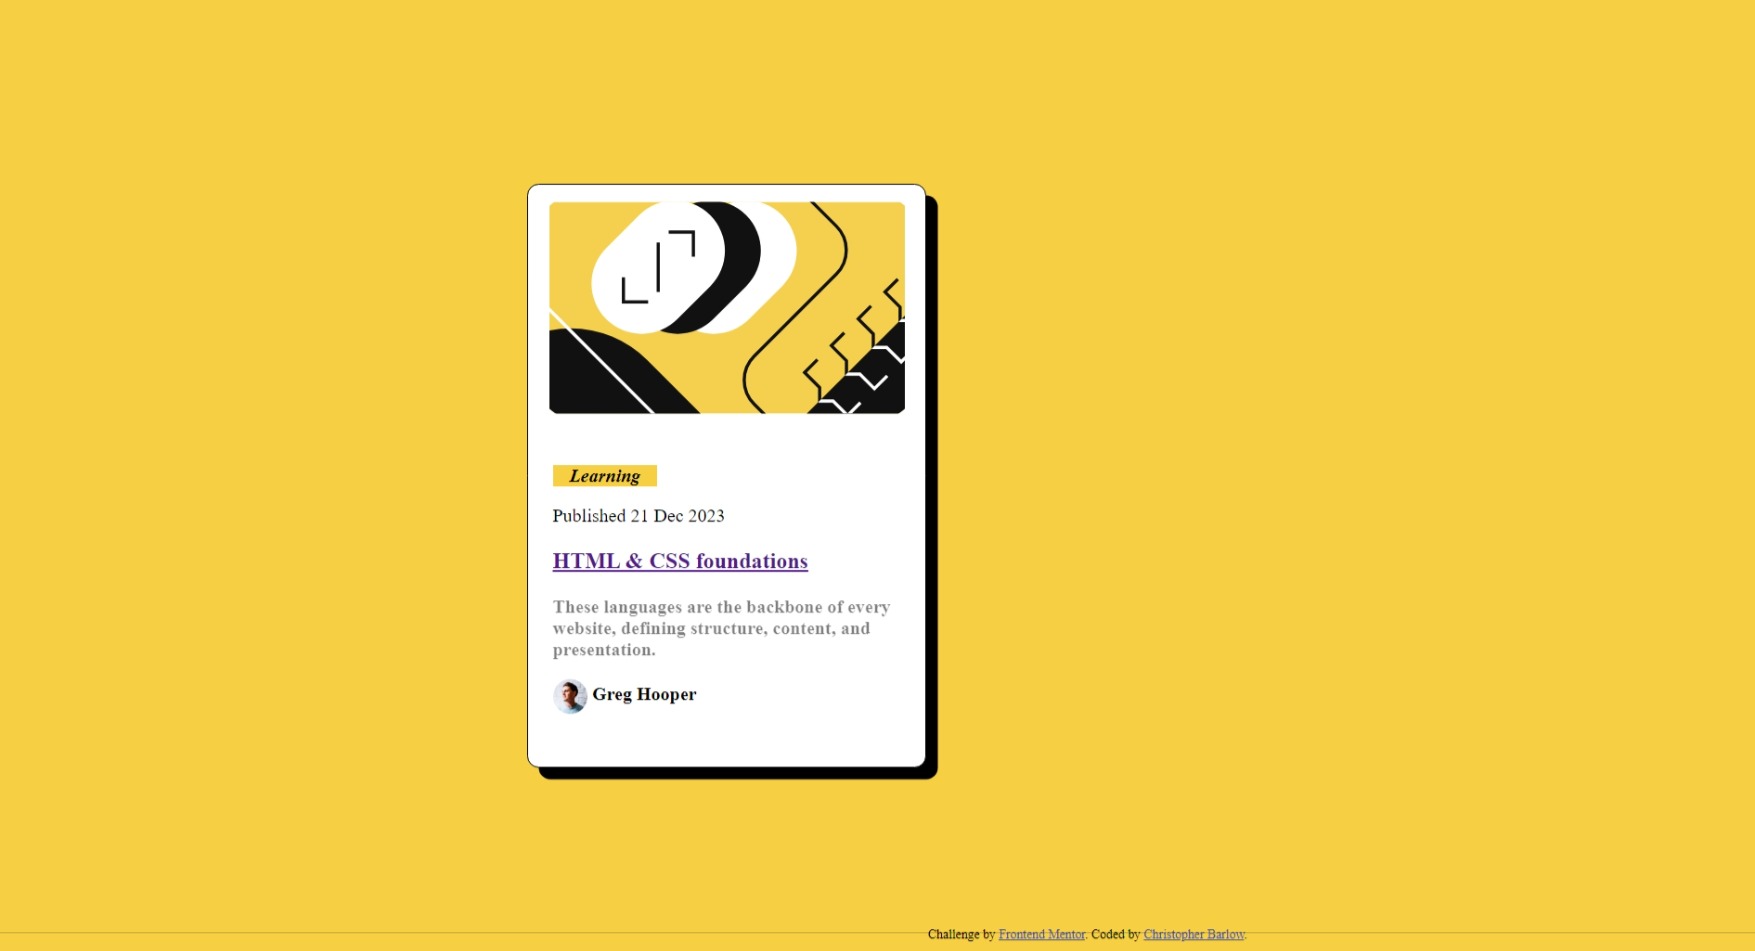 Learning
Published 21 Dec 2023
HTML & CSS foundations
These languages are the backbone of every
website, defining structure, content, and
presentation.
Greg Hooper
Challenge by Frontend Mentor. Coded by Christopher Barlow.